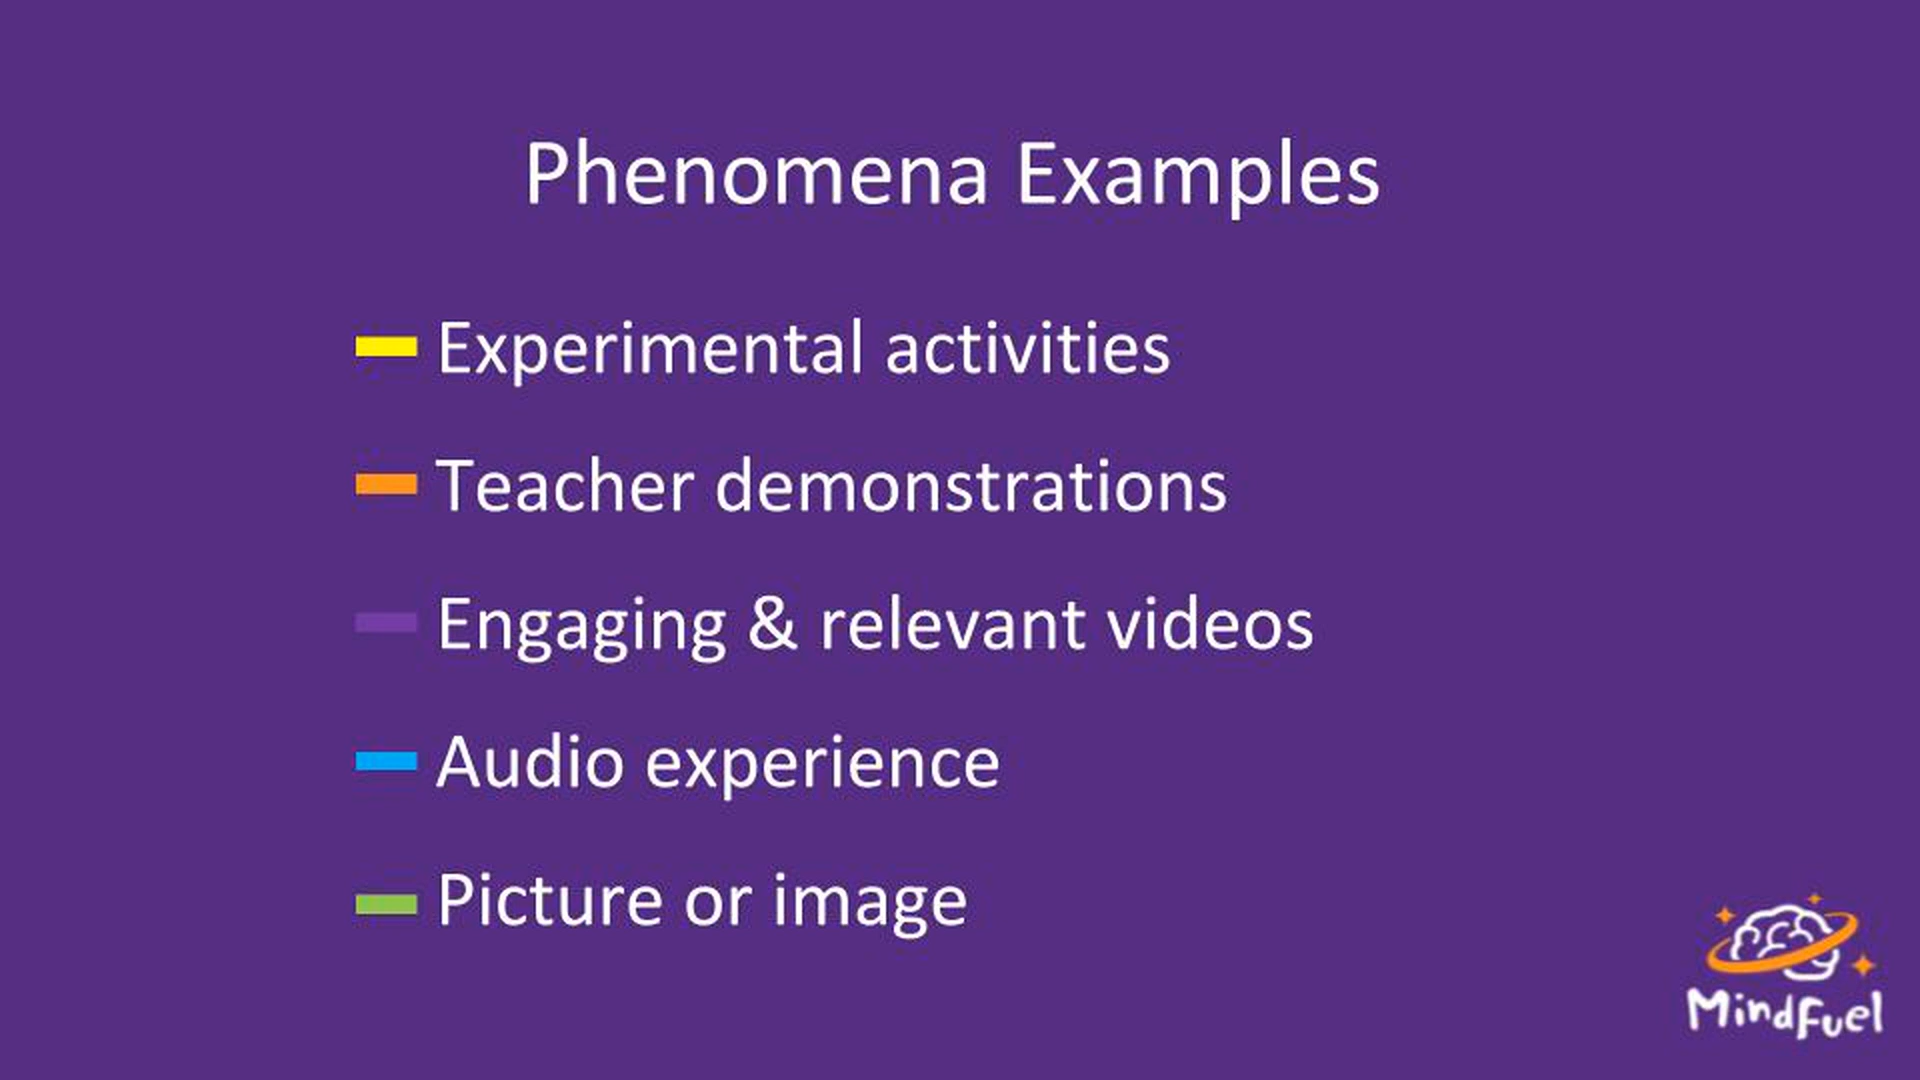 Phenomena Examples
Experimental activities
Teacher demonstrations
Engaging & relevant videos
Audio experience
Picture or image
MindFuel